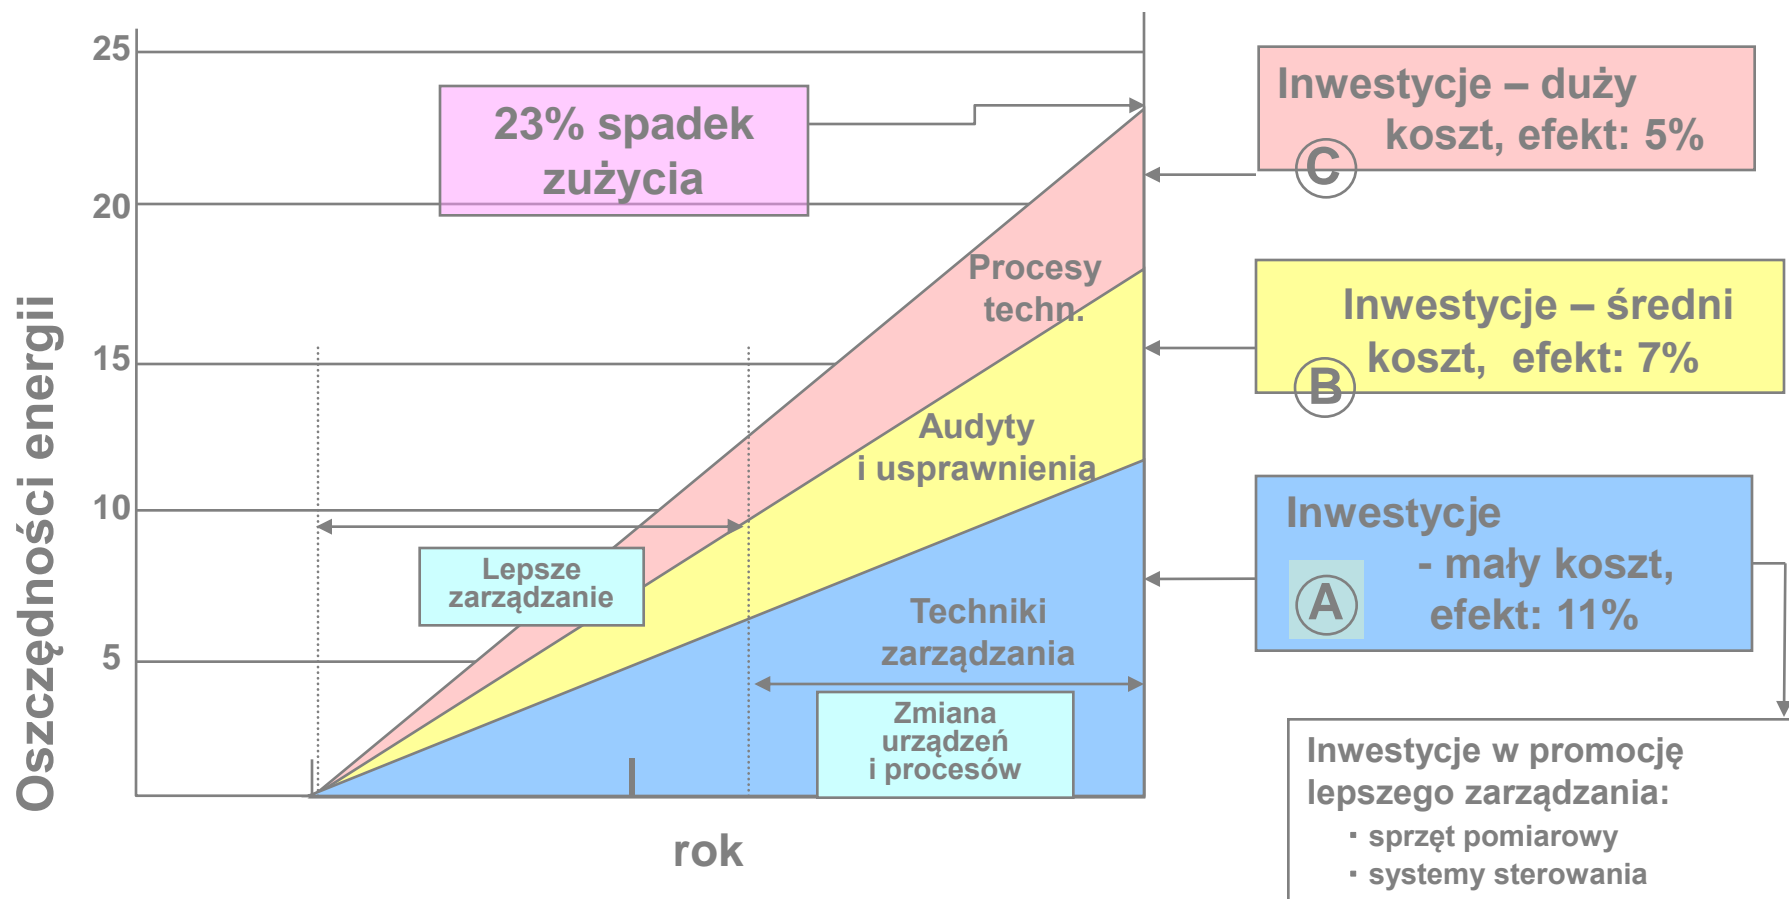 25
20
15
10
5
Oszczędności energii
rok
23% spadek
zużycia
Procesy
techn.
Audyty
i usprawnienia
Techniki
zarządzania
Lepsze
zarządzanie
Zmiana
urządzeń
i procesów
Inwestycje – duży
koszt, efekt: 5%
C
Inwestycje – średni
koszt, efekt: 7%
B
Inwestycje
- mały koszt,
efekt: 11%
A
Inwestycje w promocję
lepszego zarządzania:
▪ sprzęt pomiarowy
▪ systemy sterowania